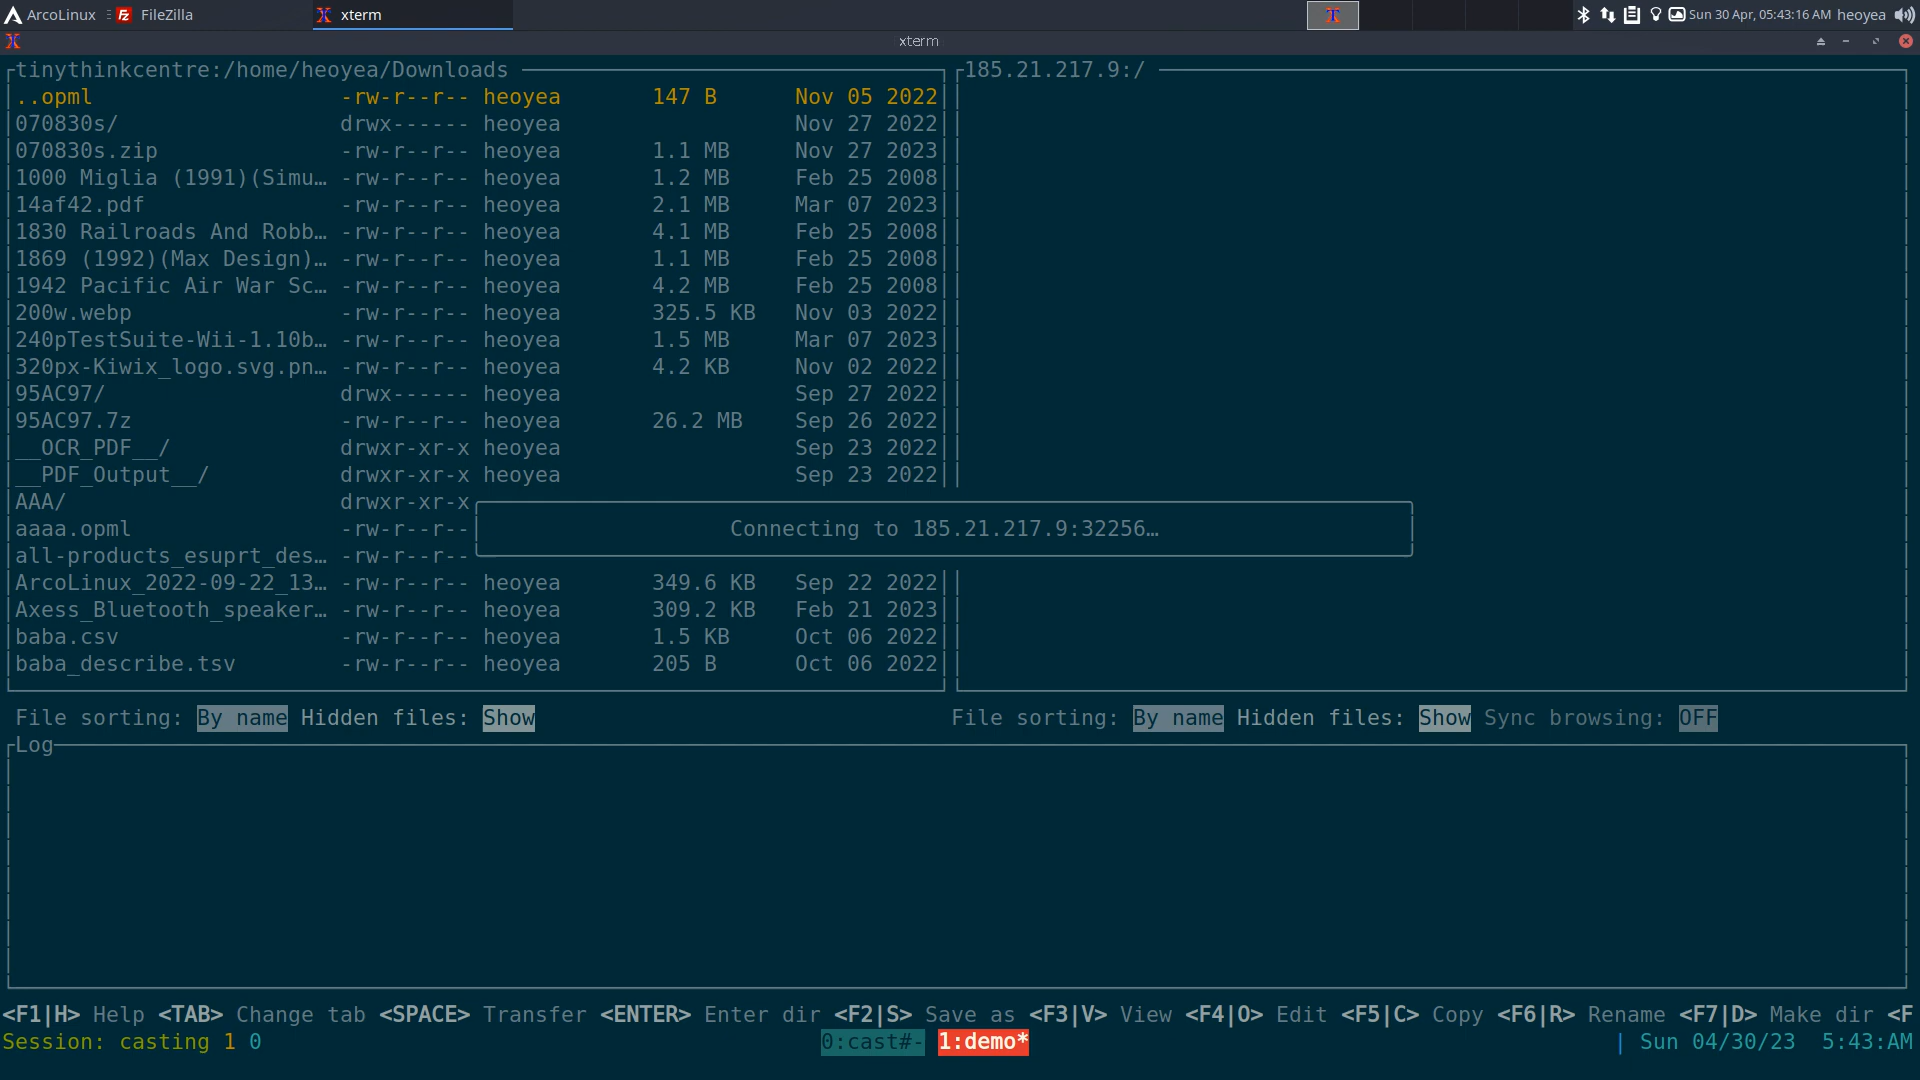 ArcoLinux FileZilla xterm Sun 30 Apr, 05:43:16 AM heoyea
xterm
tinythinkcentre:/home/heoyea/Downloads 185.21.217.9:/
..opml -rw-r--r-- heoyea 147 B Nov 05 2022
070830s/ drwx------ heoyea Nov 27 2022
070830s.zip -rw-r--r-- heoyea 1.1 MB Nov 27 2023
1000 Miglia (1991)(Simu… -rw-r--r-- heoyea 1.2 MB Feb 25 2008
14af42.pdf -rw-r--r-- heoyea 2.1 MB Mar 07 2023
1830 Railroads And Robb… -rw-r--r-- heoyea 4.1 MB Feb 25 2008
1869 (1992)(Max Design)… -rw-r--r-- heoyea 1.1 MB Feb 25 2008
1942 Pacific Air War Sc… -rw-r--r-- heoyea 4.2 MB Feb 25 2008
200w.webp -rw-r--r-- heoyea 325.5 KB Nov 03 2022
240pTestSuite-Wii-1.10b… -rw-r--r-- heoyea 1.5 MB Mar 07 2023
320px-Kiwix_logo.svg.pn… -rw-r--r-- heoyea 4.2 KB Nov 02 2022
95AC97/ drwx------ heoyea Sep 27 2022
95AC97.7z -rw-r--r-- heoyea 26.2 MB Sep 26 2022
__OCR_PDF__/ drwxr-xr-x heoyea Sep 23 2022
__PDF_Output__/ drwxr-xr-x heoyea Sep 23 2022
AAA/ drwxr-xr-x
aaaa.opml -rw-r--r-- Connecting to 185.21.217.9:32256…
all-products_esuprt_des… -rw-r--r--
ArcoLinux_2022-09-22_13… -rw-r--r-- heoyea 349.6 KB Sep 22 2022
Axess_Bluetooth_speaker… -rw-r--r-- heoyea 309.2 KB Feb 21 2023
baba.csv -rw-r--r-- heoyea 1.5 KB Oct 06 2022
baba_describe.tsv -rw-r--r-- heoyea 205 B Oct 06 2022
File sorting: By name Hidden files: Show File sorting: By name Hidden files: Show Sync browsing: OFF
Log
<F1|H> Help <TAB> Change tab <SPACE> Transfer <ENTER> Enter dir <F2|S> Save as <F3|V> View <F4|O> Edit <F5|C> Copy <F6|R> Rename <F7|D> Make dir <F
Session: casting 1 0 0:cast#- 1:demo* | Sun 04/30/23 5:43:AM